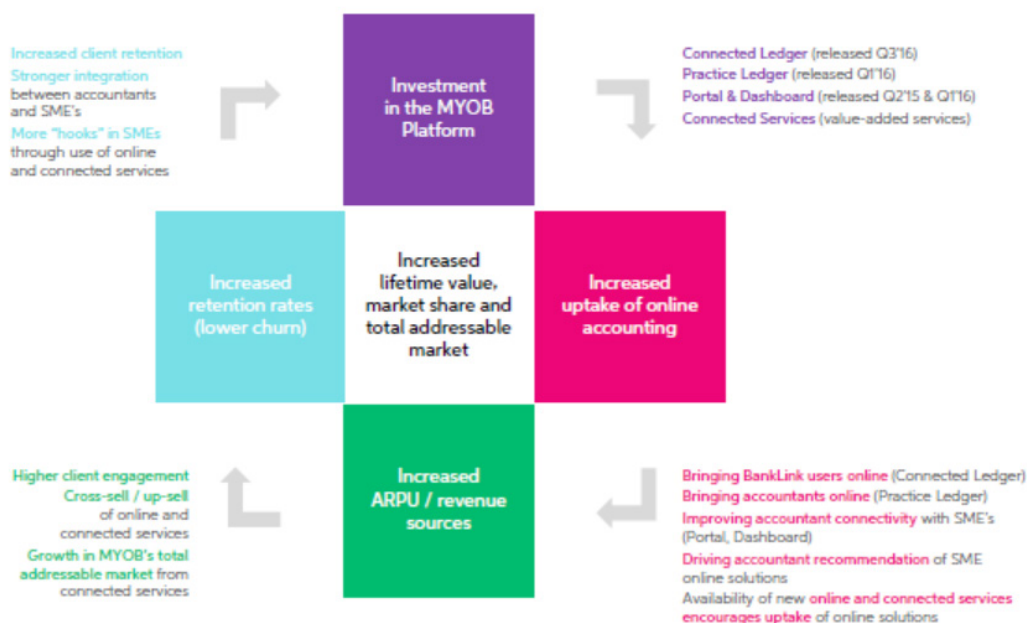 Increased client retention
Stronger integration
between accountants
and SME's
More "hooks" in SMEs
through use of online
and connected services
Investment
in the MYOB
Platform
Connected Ledger (released Q3'16)
Practice Ledger (released Q1'16)
Portal & Dashboard (released Q2'15 & Q1'16)
Connected Services (value-added services)
Increased
retention rates
(lower churn)
Increased
lifetime value,
market share and
total addressable
market
Increased
uptake of online
accounting
Higher client engagement
Cross-sell / up-sell
of online and
connected services
Growth in MYOB's total
addressable market from
connected services
Increased
ARPU / revenue
sources
Bringing BankLink users online (Connected Ledger)
Bringing accountants online (Practice Ledger)
Improving accountant connectivity with SME's
(Portal, Dashboard)
Driving accountant recommendation of SME
online solutions
Availability of new online and connected services
encourages uptake of online solutions